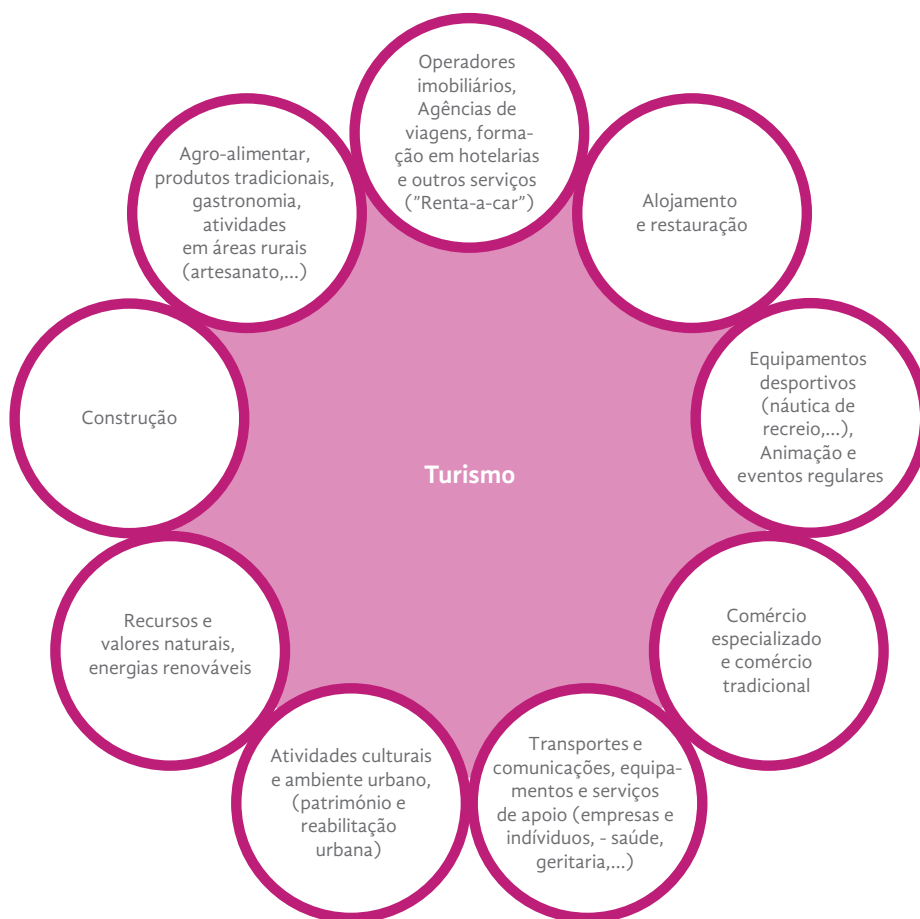 Operadores
imobiliários,
Agências de
viagens, forma-
ção em hotelarias
e outros serviços
("Renta-a-car")
Alojamento
e restauração
Equipamentos
desportivos
(náutica de
recreio,...),
Animação e
eventos regulares
Comércio
especializado
e comércio
tradicional
Transportes e
comunicações, equipa-
mentos e serviços
de apoio (empresas e
indíviduos, - saúde,
geritaria,...)
Atividades culturais
e ambiente urbano,
(património e
reabilitação
urbana)
Recursos e
valores naturais,
energias renováveis
Construção
Agro-alimentar,
produtos tradicionais,
gastronomia,
atividades
em áreas rurais
(artesanato,...)
Turismo